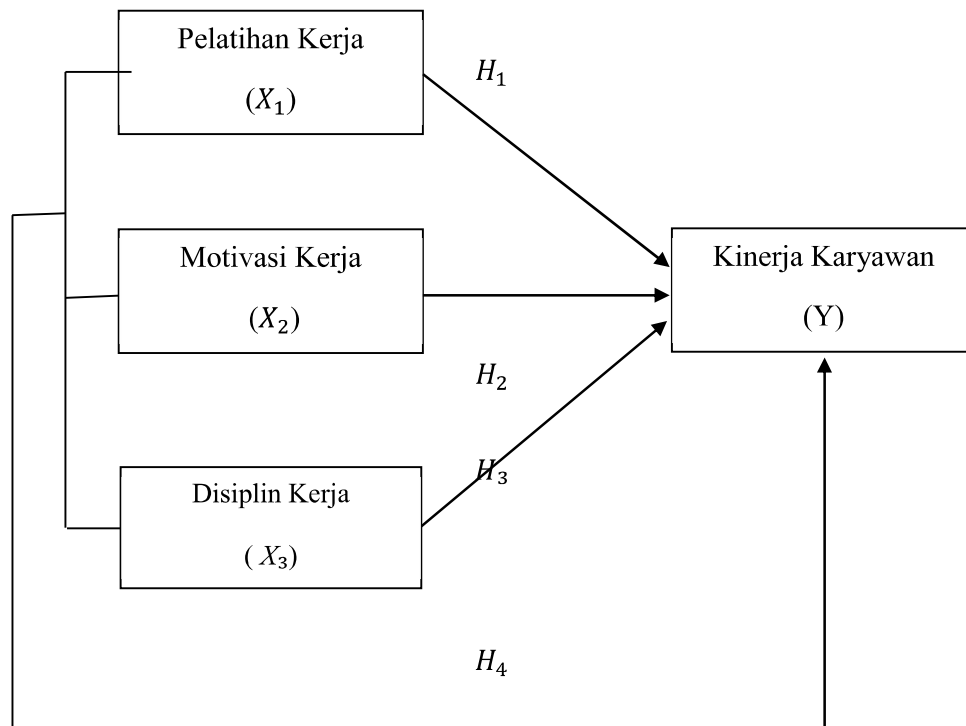 Pelatihan Kerja
(X₁)
H₁
Motivasi Kerja
(X₂)
Kinerja Karyawan
(Y)
H₂
H₃
Disiplin Kerja
( X₃)
H₄